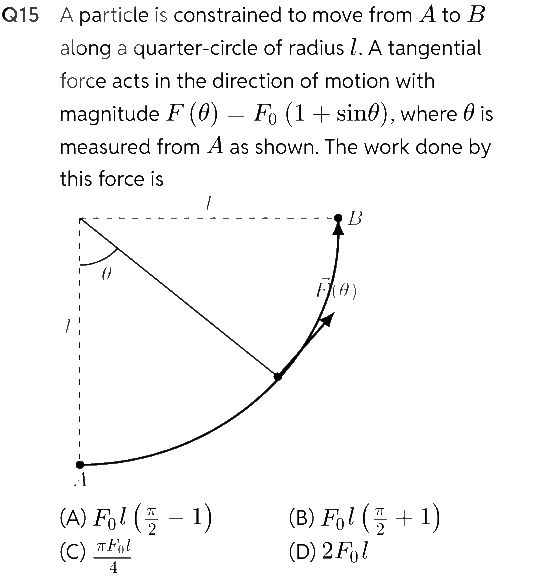 Q15 A particle is constrained to move from A to B
along a quarter-circle of radius l. A tangential
force acts in the direction of motion with
magnitude F (θ) − F₀ (1 + sinθ), where θ is
measured from A as shown. The work done by
this force is
l
B
θ
F⃗(θ)
l
A
(A) F₀l (π/2 − 1) (B) F₀l (π/2 + 1)
(C) πF₀l/4 (D) 2F₀l